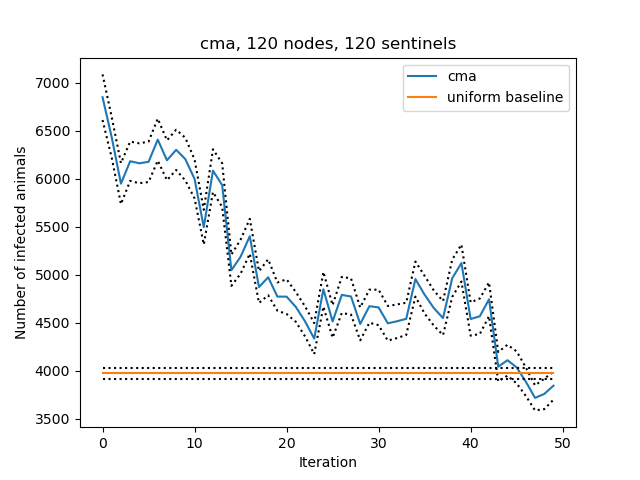 cma, 120 nodes, 120 sentinels
cma
uniform baseline
Number of infected animals
7000
6500
6000
5500
5000
4500
4000
3500
0 10 20 30 40 50
Iteration